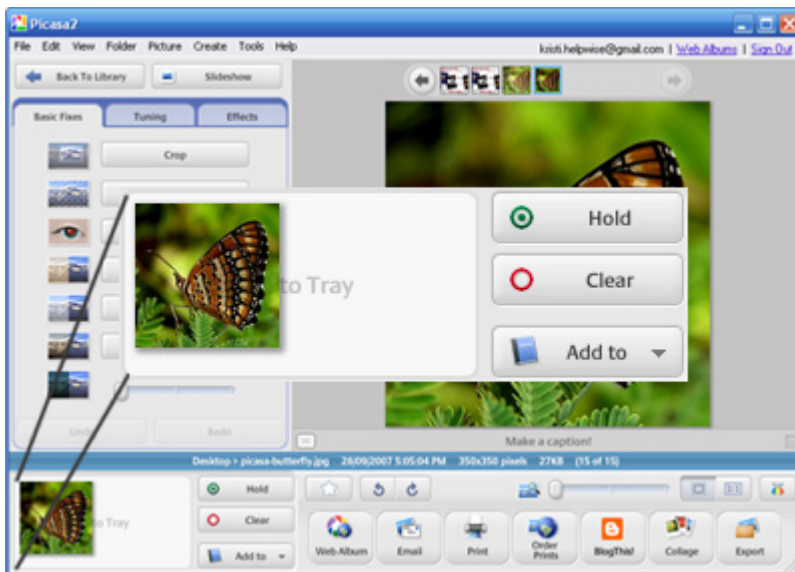 Picasa2
File Edit View Folder Picture Create Tools Help
kristi.helpwise@gmail.com | Web Albums | Sign Out
Back To Library
Slideshow
Basic Fixes
Tuning
Effects
Crop
to Tray
Hold
Clear
Add to
Undo
Redo
Make a caption!
Desktop > picasa-butterfly.jpg 28/09/2007 5:05:04 PM 350x350 pixels 27KB (15 of 15)
to Tray
Hold
Clear
Add to
1:1
Web Album
Email
Print
Order
Prints
BlogThis!
Collage
Export